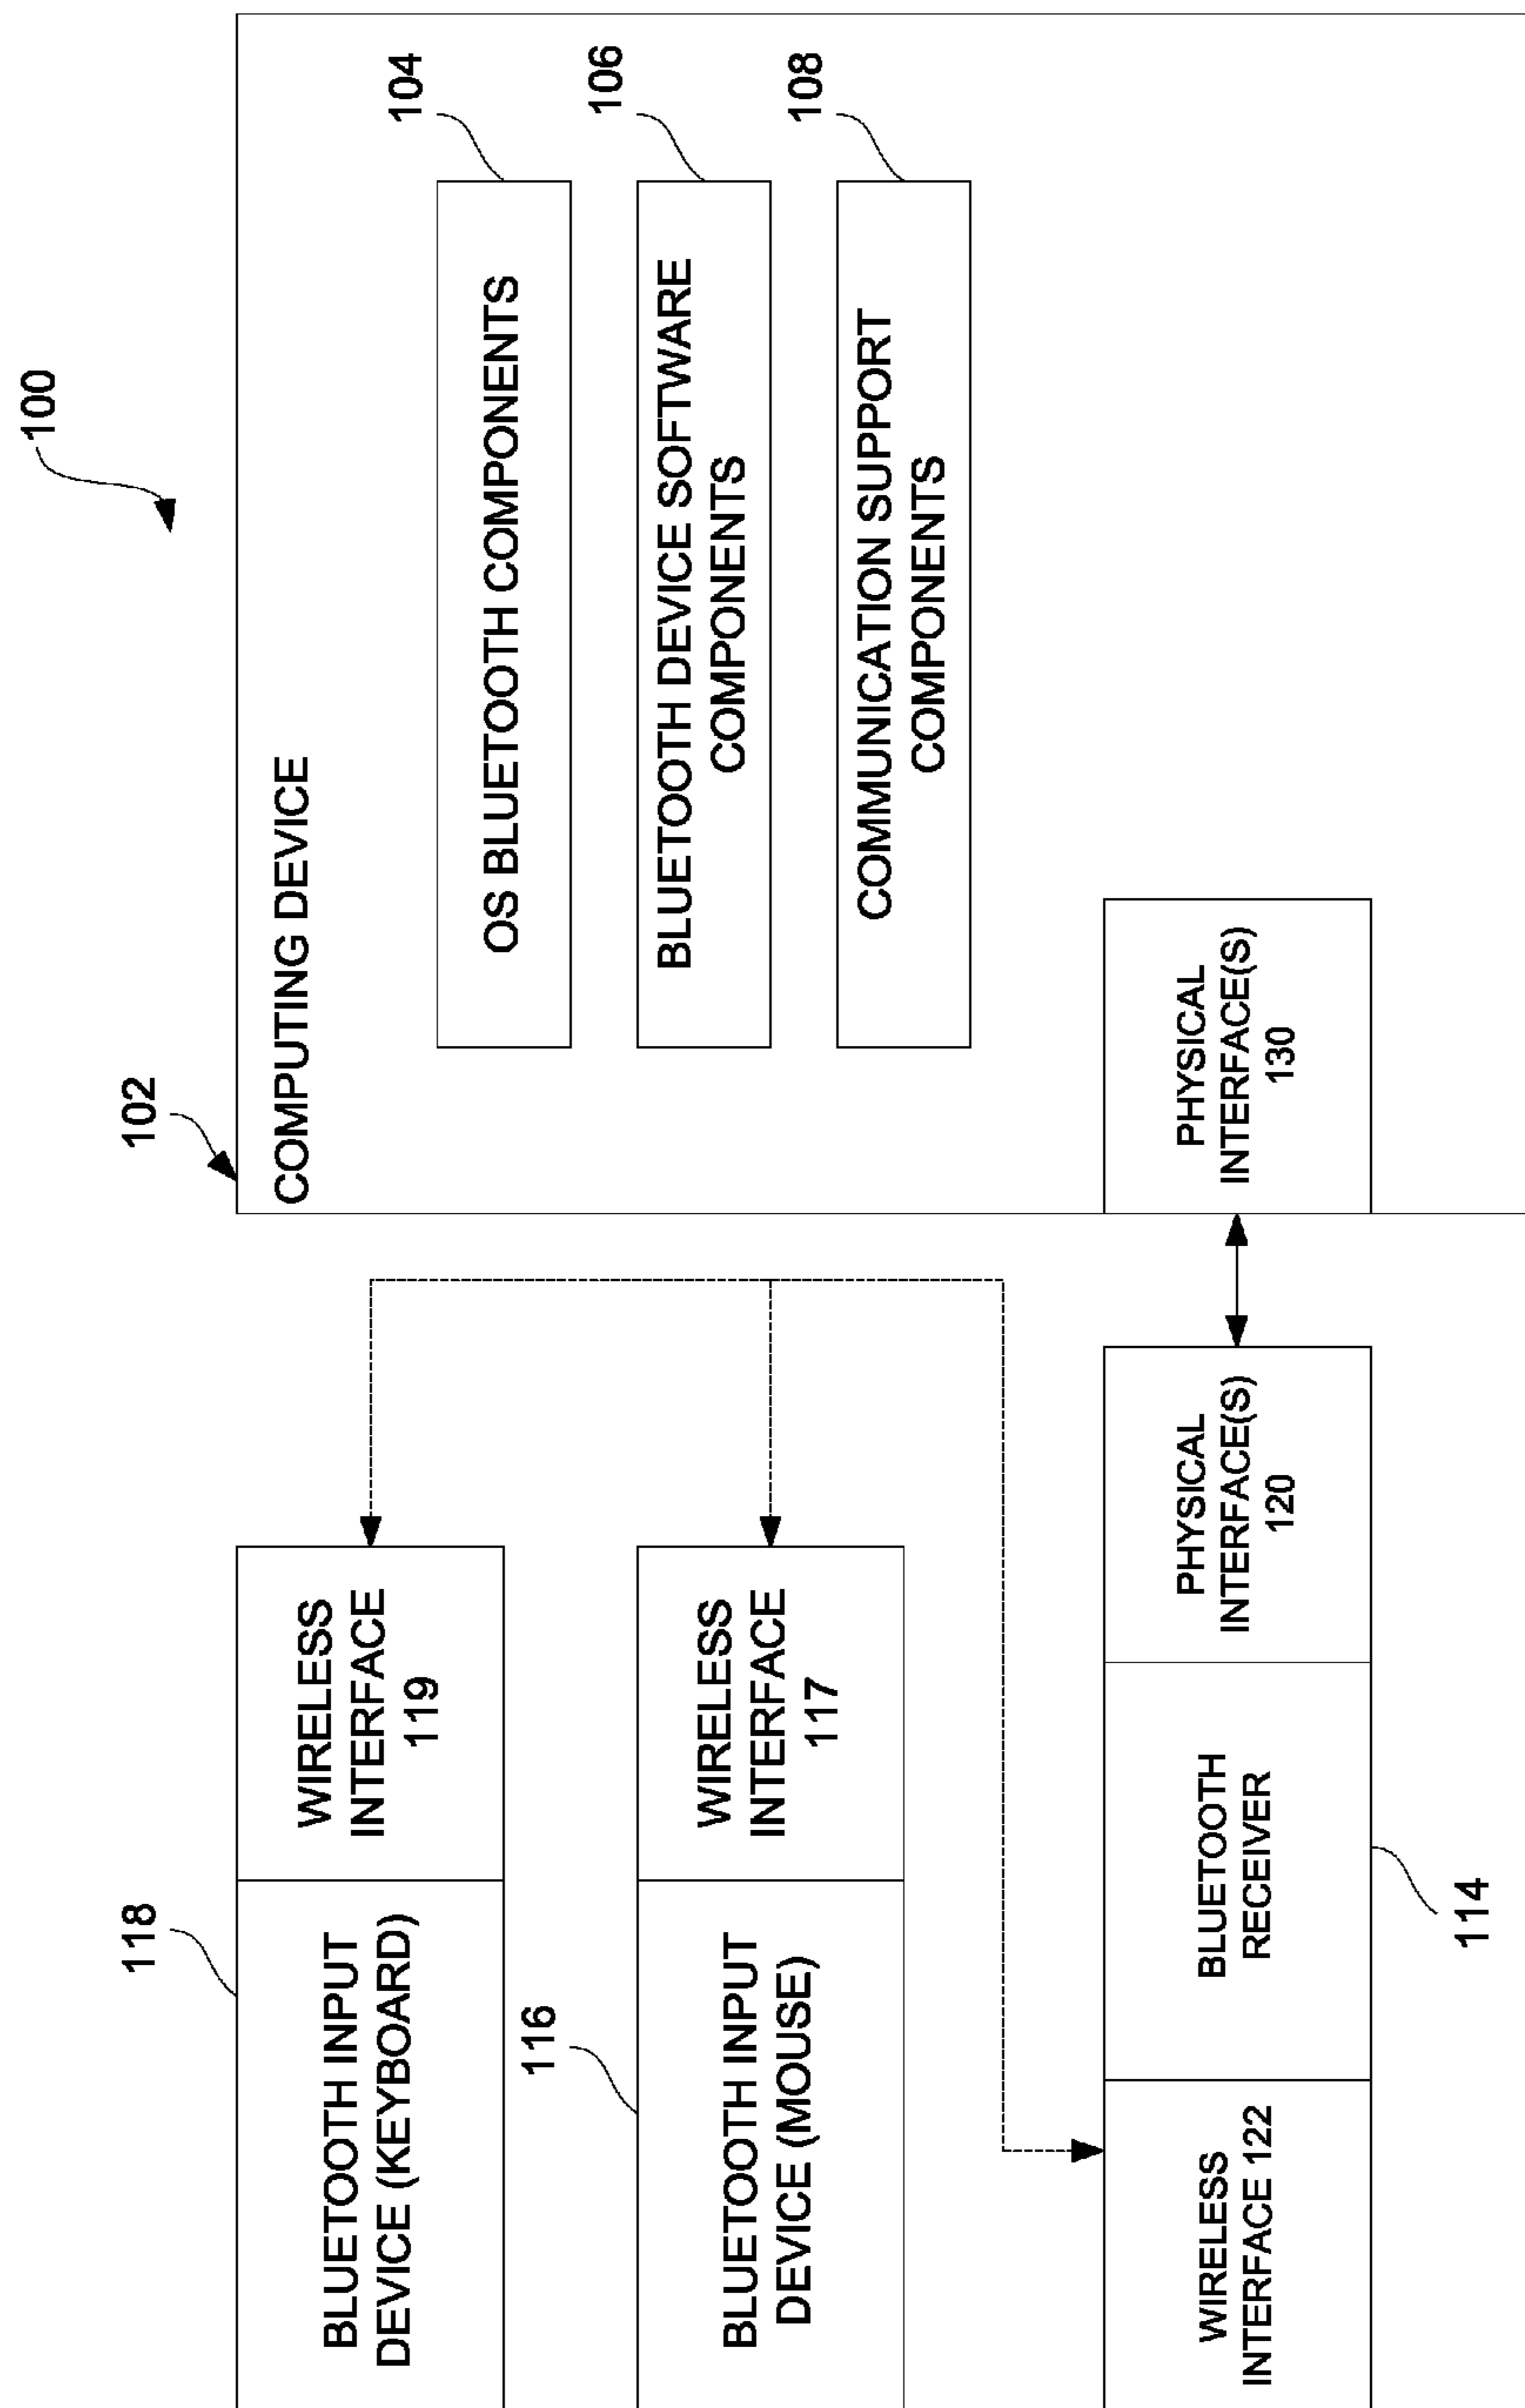 100
102
COMPUTING DEVICE
104
OS BLUETOOTH COMPONENTS
106
BLUETOOTH DEVICE SOFTWARE
COMPONENTS
108
COMMUNICATION SUPPORT
COMPONENTS
PHYSICAL
INTERFACE(S)
130
118
BLUETOOTH INPUT
DEVICE (KEYBOARD)
WIRELESS
INTERFACE
119
116
BLUETOOTH INPUT
DEVICE (MOUSE)
WIRELESS
INTERFACE
117
WIRELESS
INTERFACE 122
BLUETOOTH
RECEIVER
PHYSICAL
INTERFACE(S)
120
114